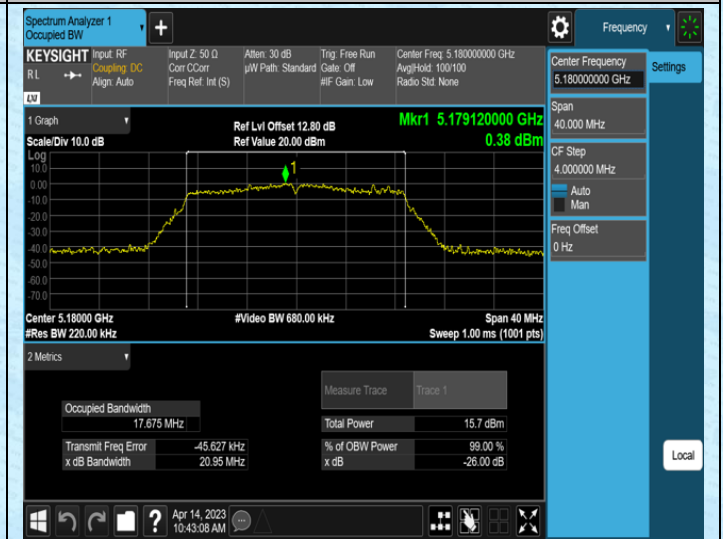 Spectrum Analyzer 1
Occupied BW
Frequency
KEYSIGHT
Input: RF
Coupling: DC
Align: Auto
Input Z: 50 Ω
Corr CCorr
Freq Ref: Int (S)
Atten: 30 dB
µW Path: Standard
Trig: Free Run
Gate: Off
#IF Gain: Low
Center Freq: 5.180000000 GHz
Avg|Hold: 100/100
Radio Std: None
R L
LXI
Center Frequency
5.180000000 GHz
Settings
Span
40.000 MHz
CF Step
4.000000 MHz
Auto
Man
Freq Offset
0 Hz
Local
1 Graph
Scale/Div 10.0 dB
Ref Lvl Offset 12.80 dB
Ref Value 20.00 dBm
Mkr1 5.179120000 GHz
0.38 dBm
Log
10.0
0.00
-10.0
-20.0
-30.0
-40.0
-50.0
-60.0
-70.0
1
Center 5.18000 GHz
#Res BW 220.00 kHz
#Video BW 680.00 kHz
Span 40 MHz
Sweep 1.00 ms (1001 pts)
2 Metrics
Measure Trace Trace 1
Occupied Bandwidth
17.675 MHz
Total Power 15.7 dBm
Transmit Freq Error -45.627 kHz
% of OBW Power 99.00 %
x dB Bandwidth 20.95 MHz
x dB -26.00 dB
Apr 14, 2023
10:43:08 AM